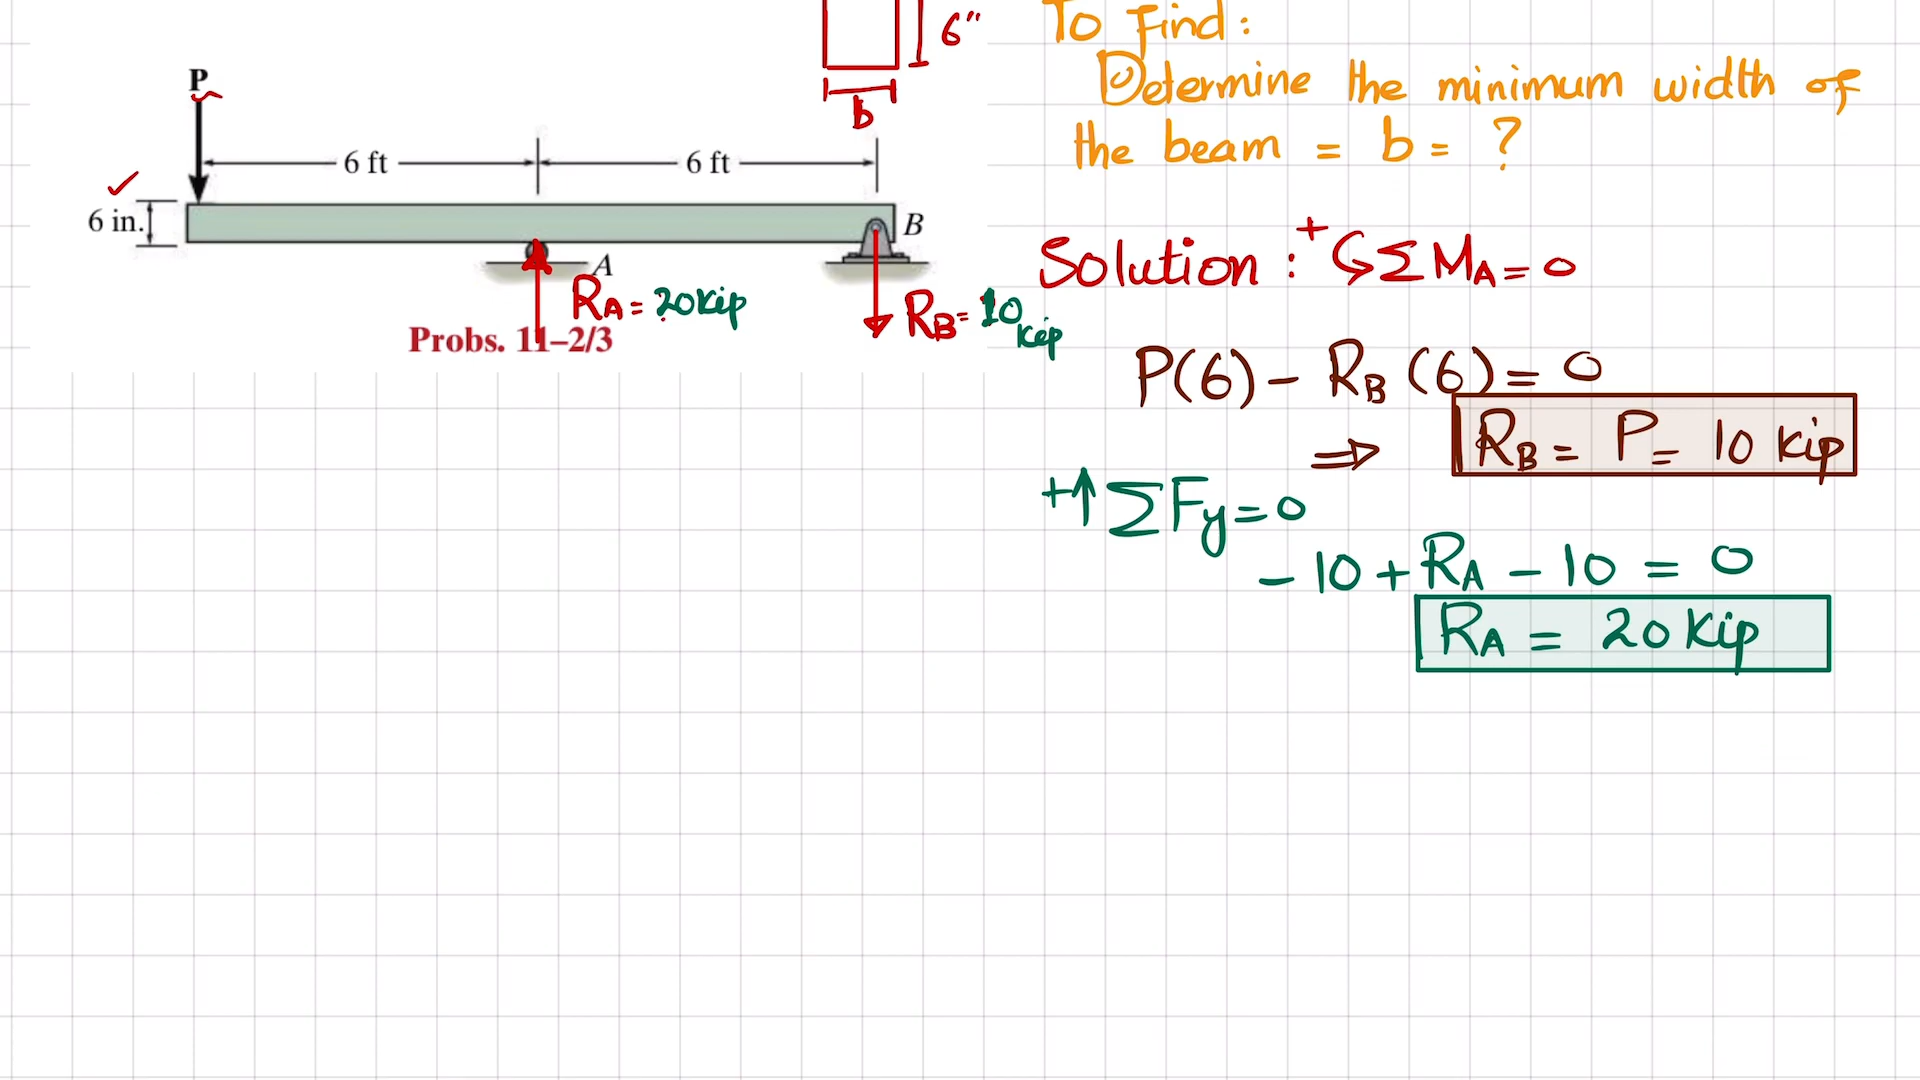 6"
b
P
6 ft
6 ft
6 in.
B
A
RA = 20kip
RB = 10 kip
Probs. 11–2/3
To Find:
Determine the minimum width of
the beam = b = ?
Solution : + ΣMA = 0
P(6) - RB (6) = 0
⇒ RB = P = 10 kip
+↑ ΣFy = 0
- 10 + RA - 10 = 0
RA = 20 kip